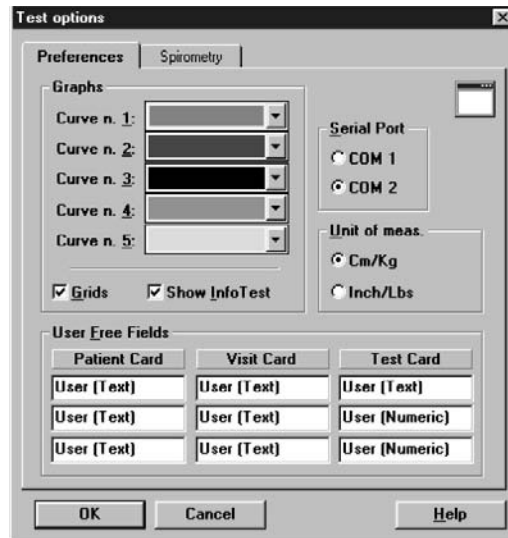 Test options
Preferences
Spirometry
Graphs
Curve n. 1:
Curve n. 2:
Curve n. 3:
Curve n. 4:
Curve n. 5:
Grids
Show InfoTest
Serial Port
COM 1
COM 2
Unit of meas.
Cm/Kg
Inch/Lbs
User Free Fields
Patient Card Visit Card Test Card
User (Text) User (Text) User (Text)
User (Text) User (Text) User (Numeric)
User (Text) User (Text) User (Numeric)
OK Cancel Help